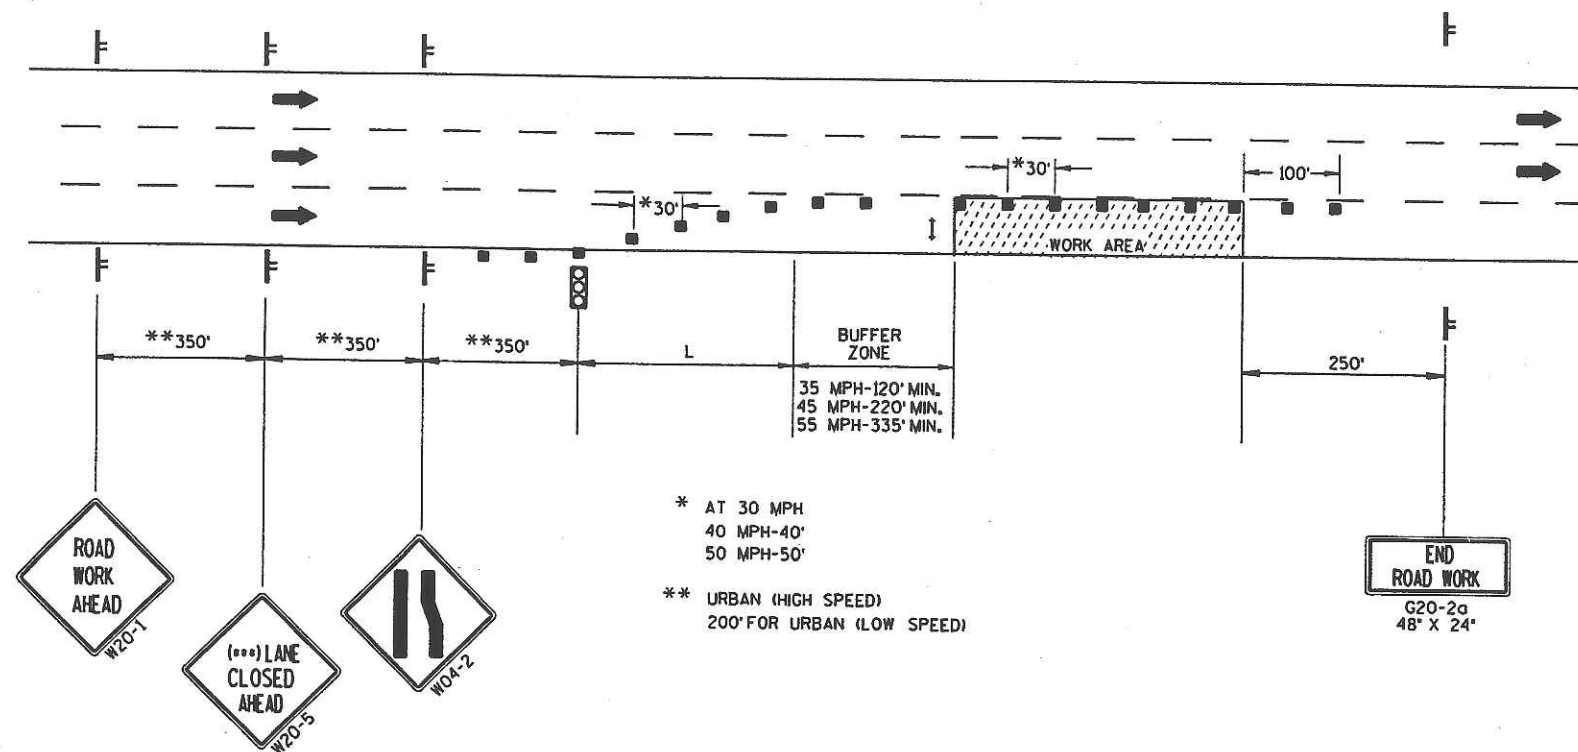 *30'
100'
*30'
WORK AREA
**350'
**350'
**350'
L
BUFFER
ZONE
250'
35 MPH-120' MIN.
45 MPH-220' MIN.
55 MPH-335' MIN.
* AT 30 MPH
40 MPH-40'
50 MPH-50'
** URBAN (HIGH SPEED)
200' FOR URBAN (LOW SPEED)
ROAD
WORK
AHEAD
W20-1
(***) LANE
CLOSED
AHEAD
W20-5
W04-2
END
ROAD WORK
G20-2a
48" X 24"